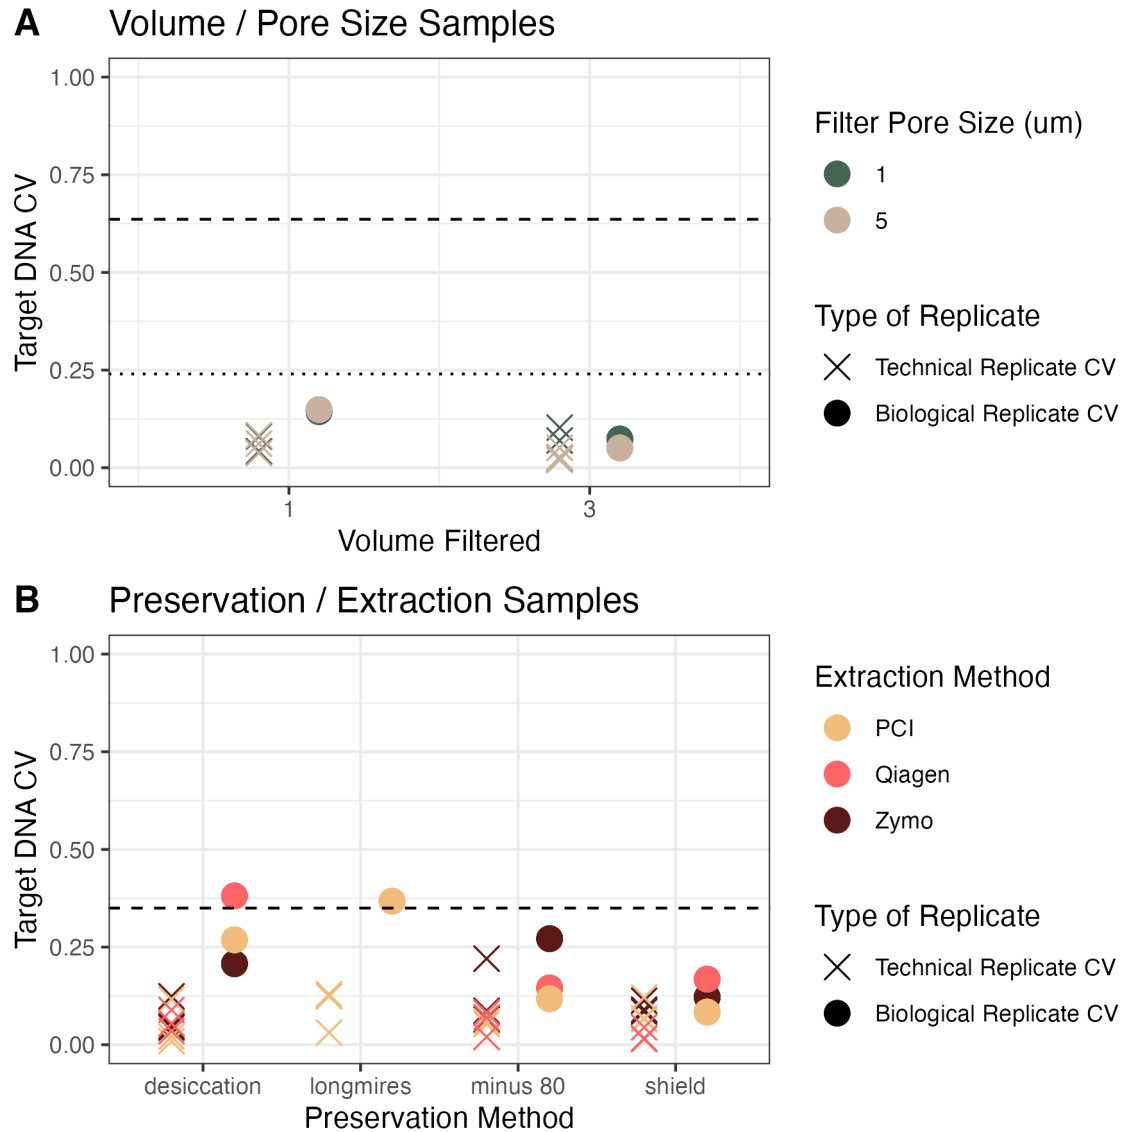 A
Volume / Pore Size Samples
Target DNA CV
1.00
0.75
0.50
0.25
0.00
1
3
Volume Filtered
Filter Pore Size (um)
1
5
Type of Replicate
Technical Replicate CV
Biological Replicate CV
B
Preservation / Extraction Samples
Target DNA CV
1.00
0.75
0.50
0.25
0.00
desiccation
longmires
minus 80
shield
Preservation Method
Extraction Method
PCI
Qiagen
Zymo
Type of Replicate
Technical Replicate CV
Biological Replicate CV